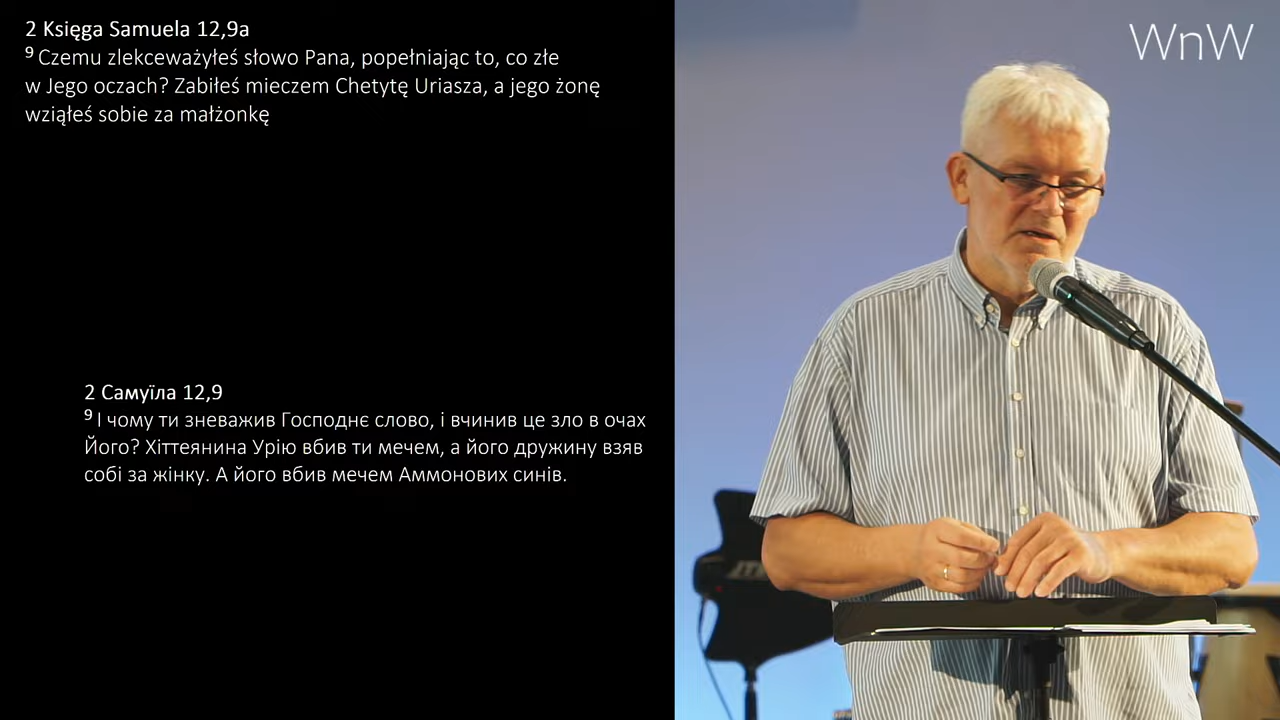 2 Księga Samuela 12,9a
9 Czemu zlekceważyłeś słowo Pana, popełniając to, co złe
w Jego oczach? Zabiłeś mieczem Chetytę Uriasza, a jego żonę
wziąłeś sobie za małżonkę
2 Самуїла 12,9
9 І чому ти зневажив Господнє слово, і вчинив це зло в очах
Його? Хіттеянина Урію вбив ти мечем, а його дружину взяв
собі за жінку. А його вбив мечем Аммонових синів.
WnW